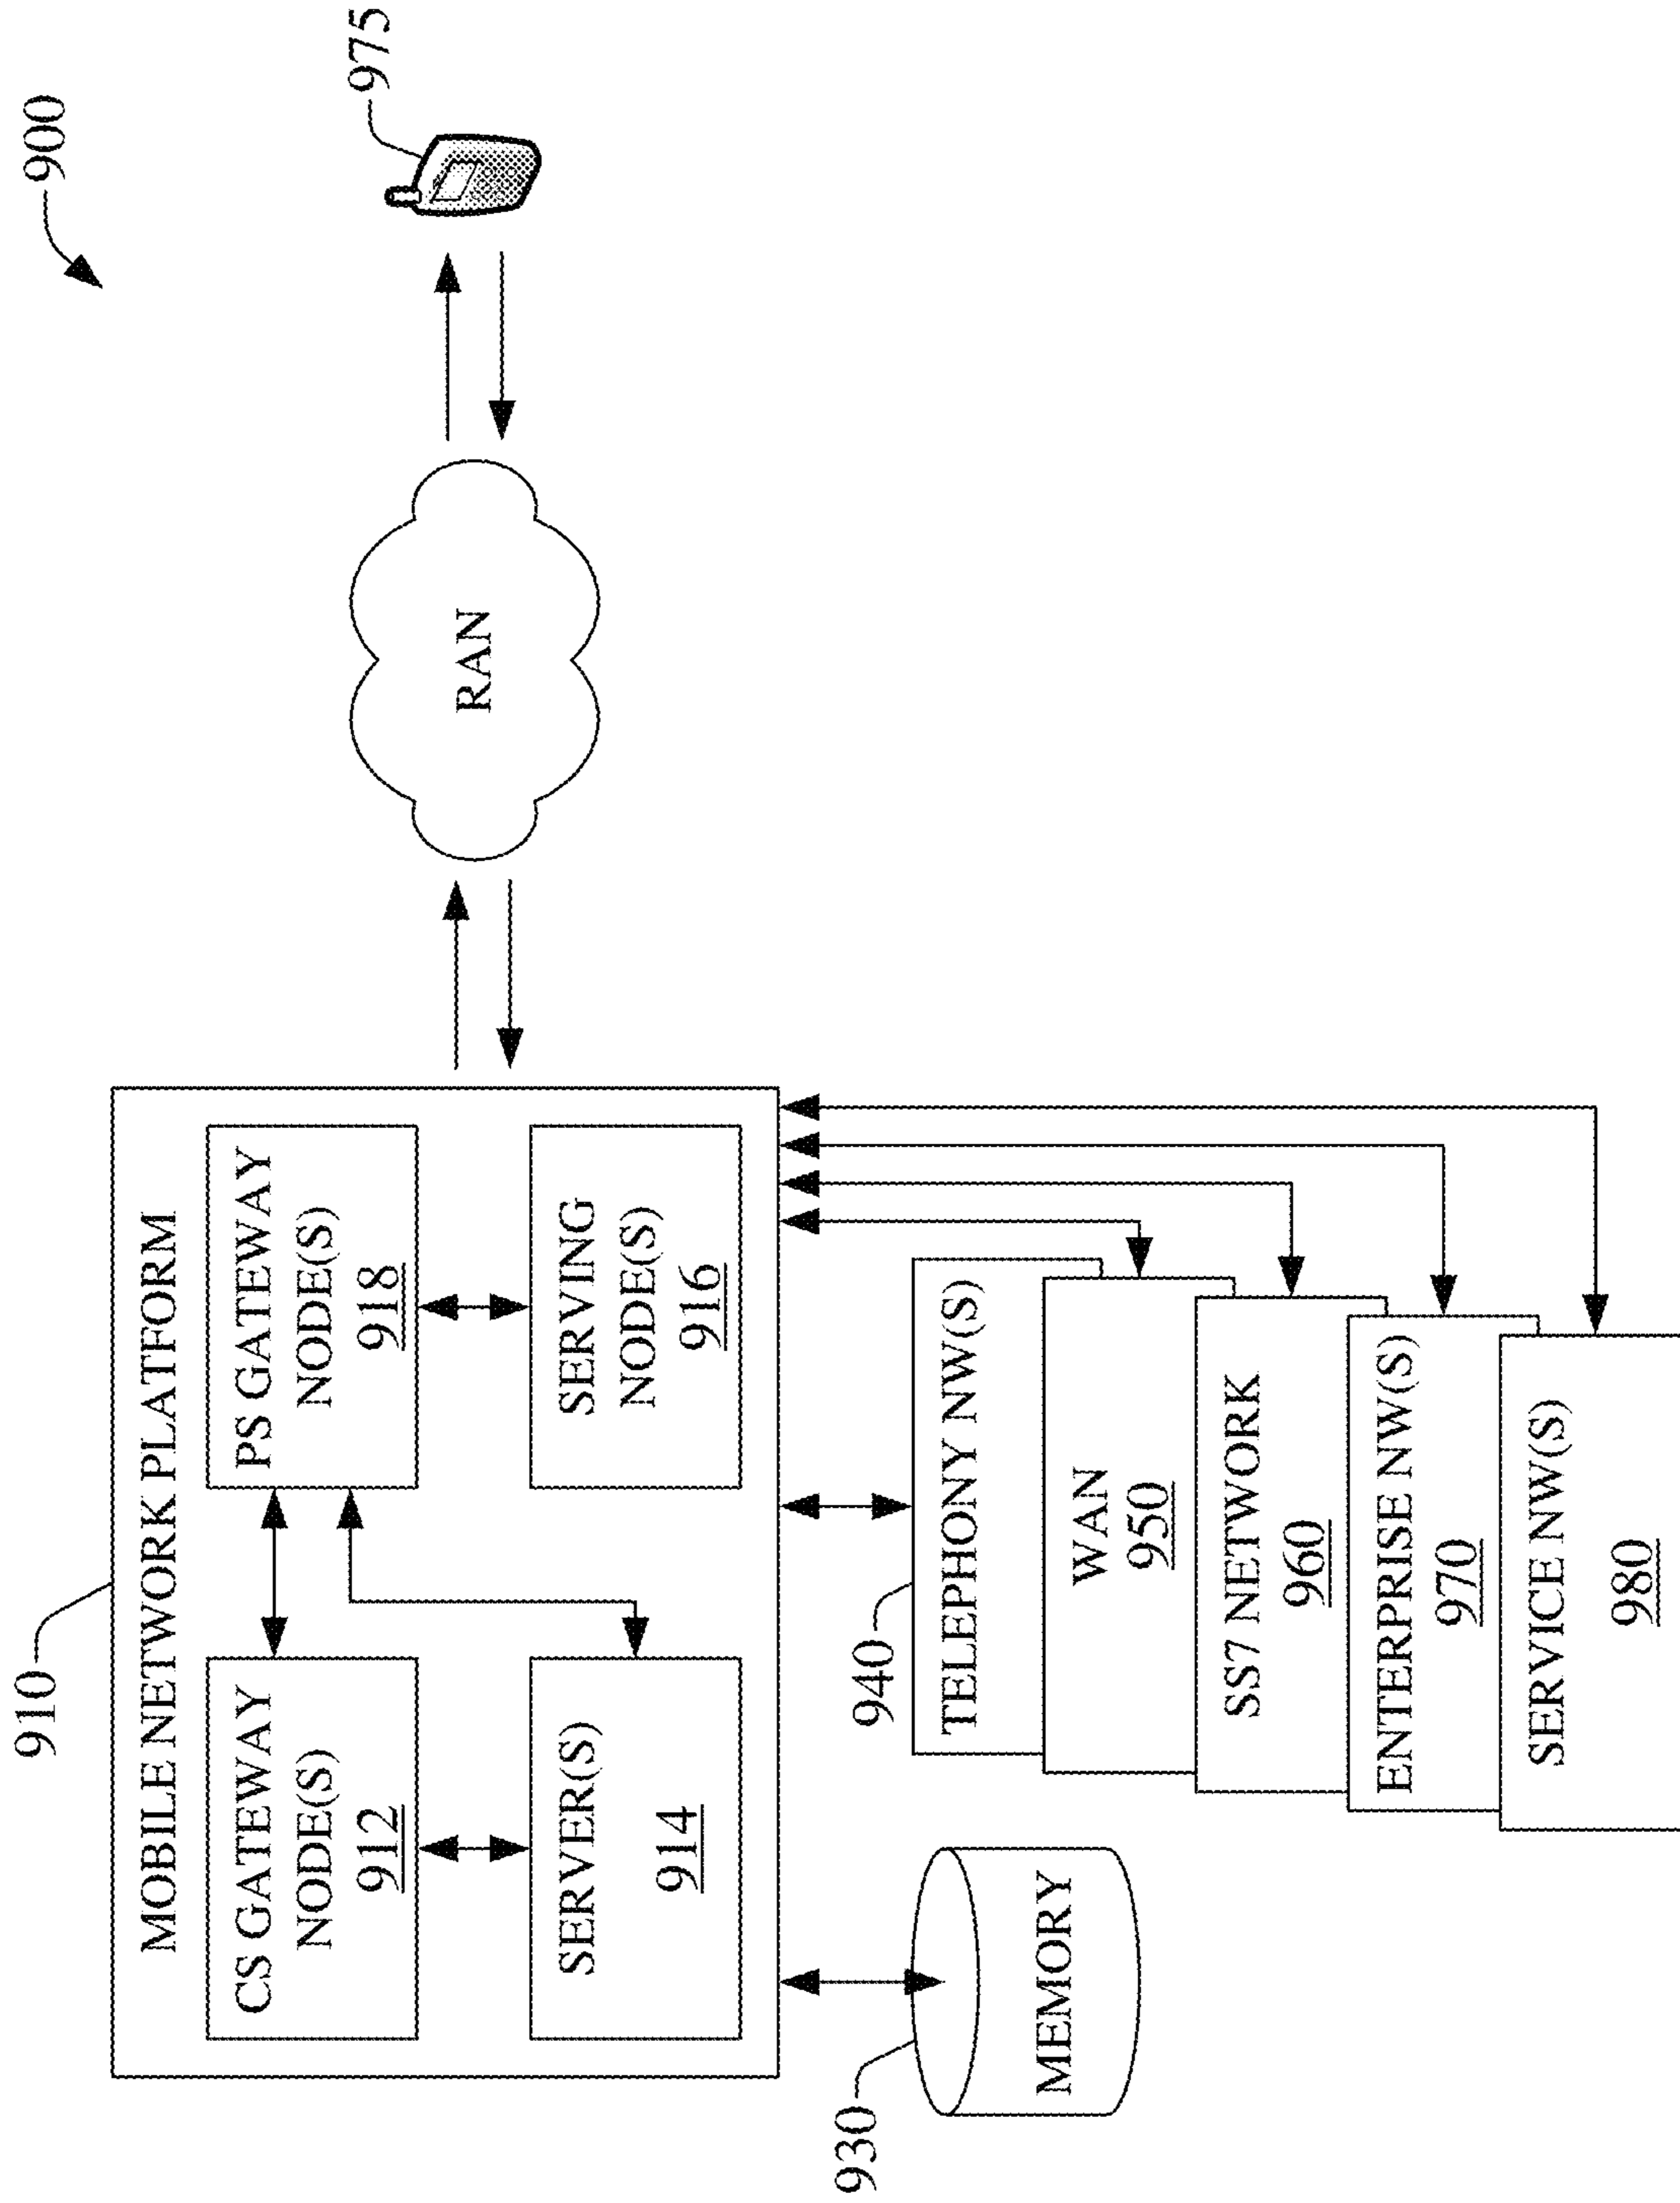 900
910
MOBILE NETWORK PLATFORM
CS GATEWAY
NODE(S)
912
PS GATEWAY
NODE(S)
918
SERVER(S)
914
SERVING
NODE(S)
916
RAN
975
930
MEMORY
940
TELEPHONY NW(S)
WAN
950
SS7 NETWORK
960
ENTERPRISE NW(S)
970
SERVICE NW(S)
980